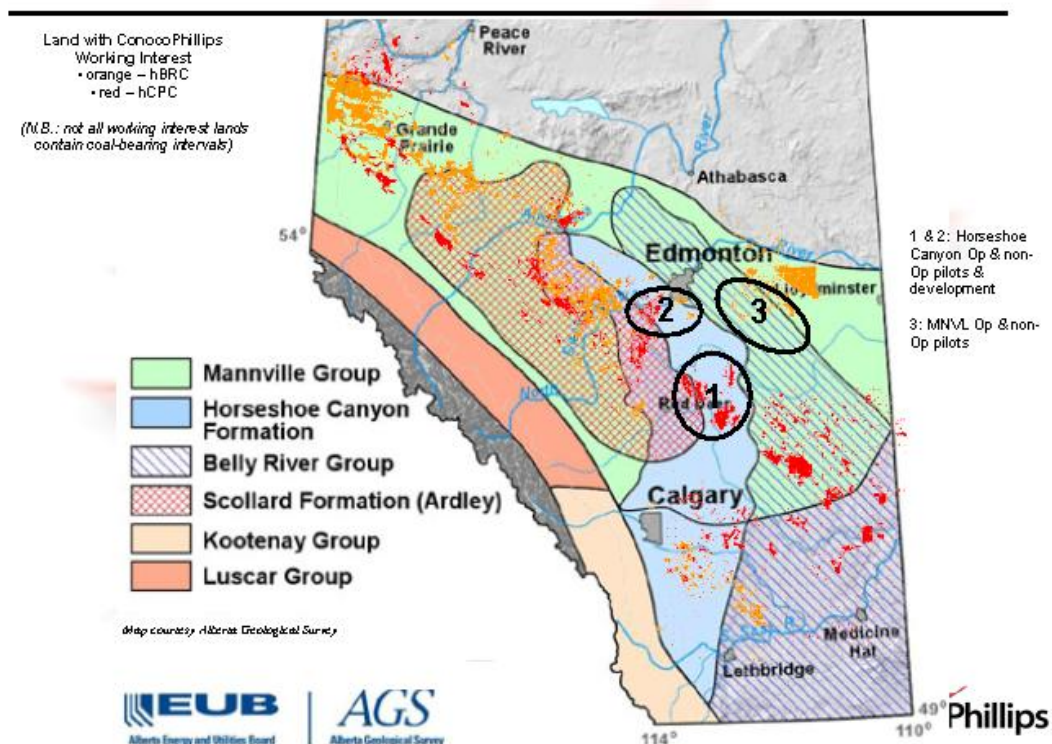 Land with ConocoPhillips
Working Interest
• orange – hBRC
• red – hCPC
(N.B.: not all working interest lands
contain coal-bearing intervals)
Peace
River
Grande
Prairie
River
Athabasca
54°
Edmonton
River
1 & 2: Horseshoe
Canyon Op & non-
Op pilots &
development
3: MNVL Op & non-
Op pilots
2
3
1
North
Calgary
Mannville Group
Horseshoe Canyon
Formation
Belly River Group
Scollard Formation (Ardley)
Kootenay Group
Luscar Group
Map courtesy Alberta Geological Survey
Medicine
Hat
Lethbridge
49°
110°
114°
EUB
Alberta Energy and Utilities Board
AGS
Alberta Geological Survey
Phillips